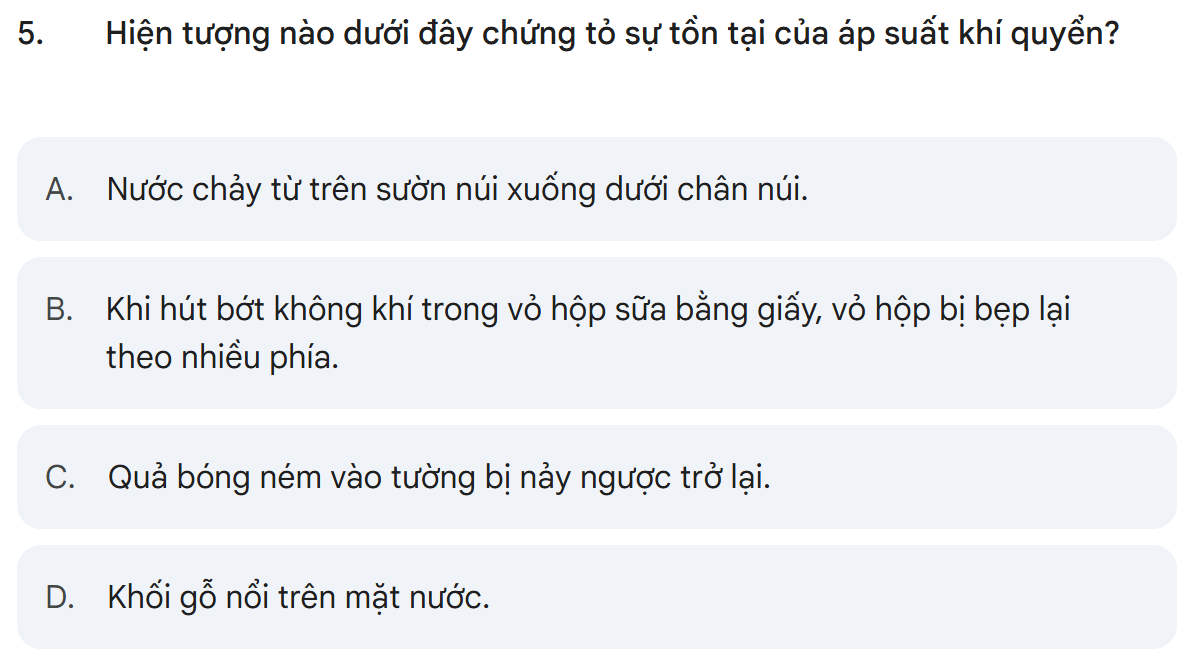 5. Hiện tượng nào dưới đây chứng tỏ sự tồn tại của áp suất khí quyển?
A. Nước chảy từ trên sườn núi xuống dưới chân núi.
B. Khi hút bớt không khí trong vỏ hộp sữa bằng giấy, vỏ hộp bị bẹp lại
theo nhiều phía.
C. Quả bóng ném vào tường bị nảy ngược trở lại.
D. Khối gỗ nổi trên mặt nước.